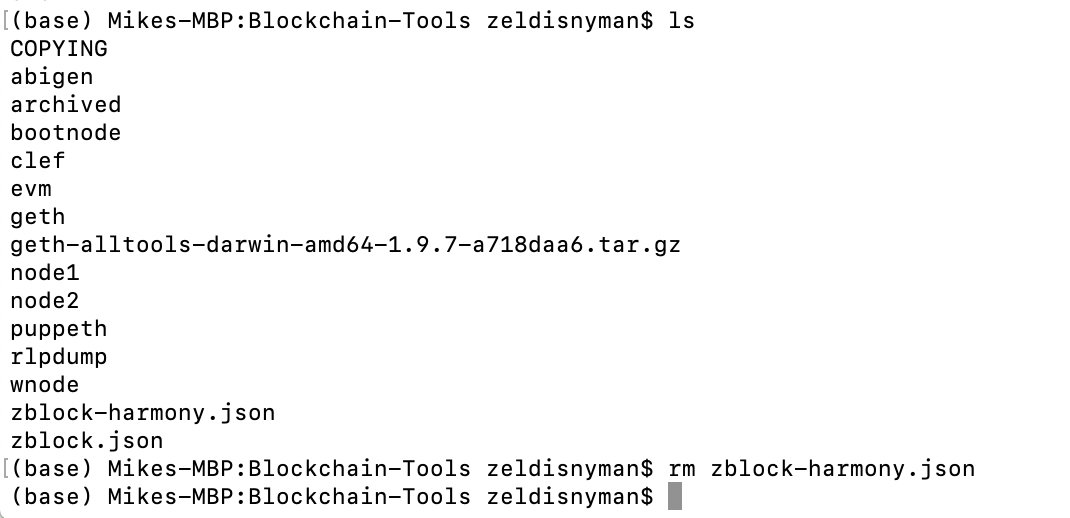 [(base) Mikes-MBP:Blockchain-Tools zeldisnyman$ ls
COPYING
abigen
archived
bootnode
clef
evm
geth
geth-alltools-darwin-amd64-1.9.7-a718daa6.tar.gz
node1
node2
puppeth
rlpdump
wnode
zblock-harmony.json
zblock.json
[(base) Mikes-MBP:Blockchain-Tools zeldisnyman$ rm zblock-harmony.json
(base) Mikes-MBP:Blockchain-Tools zeldisnyman$